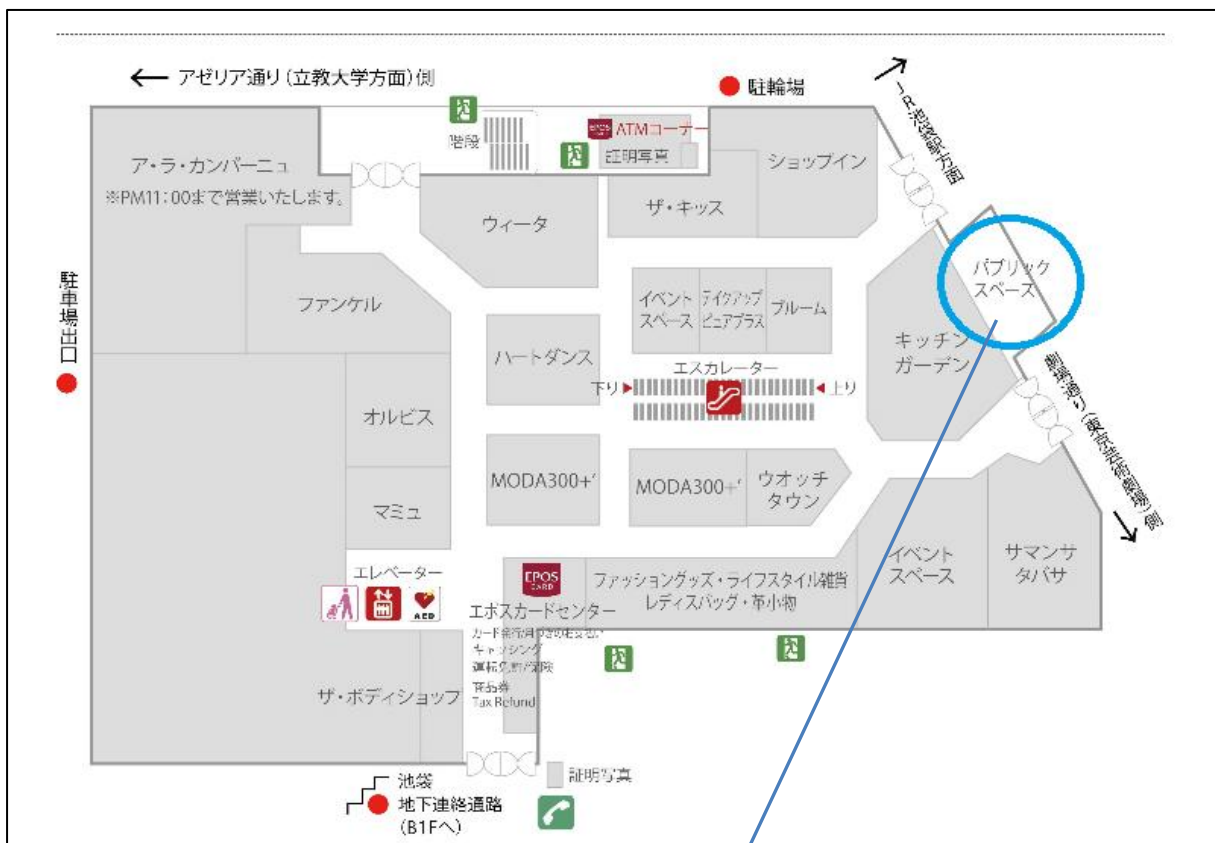 ← アゼリア通り(立教大学方面)側
駐輪場
JR池袋駅方面
階段
EPOS
ATMコーナー
証明写真
ア・ラ・カンパーニュ
※PM11:00まで営業いたします。
ショップイン
ザ・キッス
ウィータ
パブリック
スペース
駐車場出口
ファンケル
イベント
スペース
テイクアップ
ピュアプラス
ブルーム
キッチン
ガーデン
ハートダンス
エスカレーター
下り
上り
劇場通り(東京芸術劇場)側
オルビス
MODA300+'
MODA300+'
ウオッチ
タウン
マミュ
イベント
スペース
サマンサ
タバサ
エレベーター
AED
EPOS
CARD
ファッショングッズ・ライフスタイル雑貨
レディスバッグ・革小物
エポスカードセンター
キャッシング
商品券
Tax Refund
ザ・ボディショップ
証明写真
池袋
地下連絡通路
(B1Fへ)